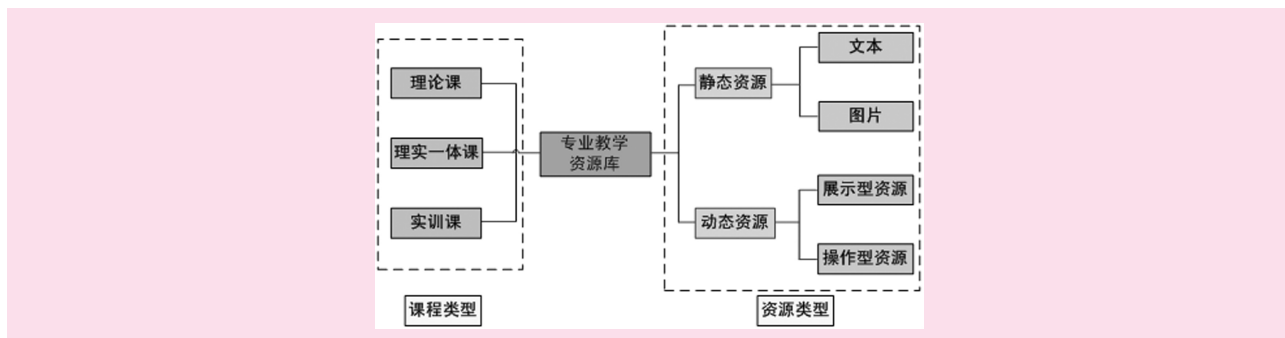 理论课
理实一体课
实训课
课程类型
专业教学
资源库
静态资源
动态资源
文本
图片
展示型资源
操作型资源
资源类型